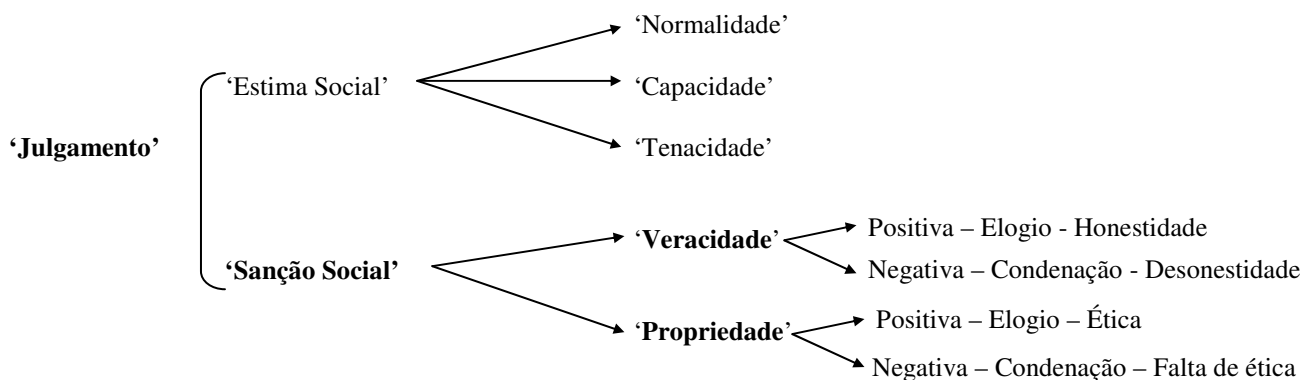 ‘Normalidade’
‘Estima Social’
‘Capacidade’
‘Julgamento’
‘Tenacidade’
‘Veracidade’
Positiva – Elogio - Honestidade
Negativa – Condenação - Desonestidade
‘Sanção Social’
‘Propriedade’
Positiva – Elogio – Ética
Negativa – Condenação – Falta de ética